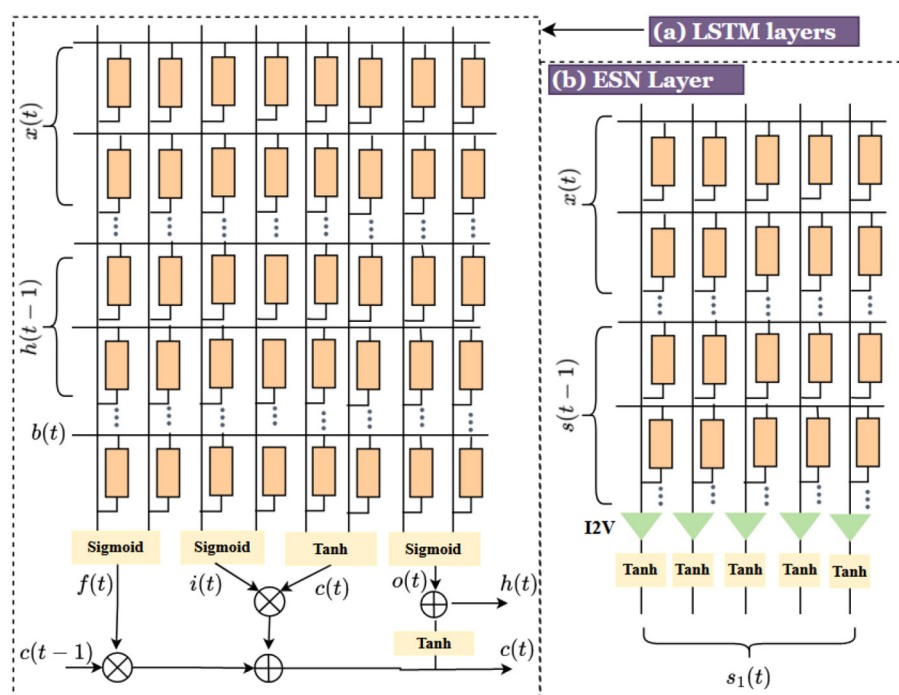 (a) LSTM layers
(b) ESN Layer
x(t)
h(t − 1)
b(t)
Sigmoid Sigmoid Tanh Sigmoid
f(t) i(t) c(t) o(t) h(t)
Tanh
c(t−1) c(t)
x(t)
s(t − 1)
I2V
Tanh Tanh Tanh Tanh Tanh
s₁(t)